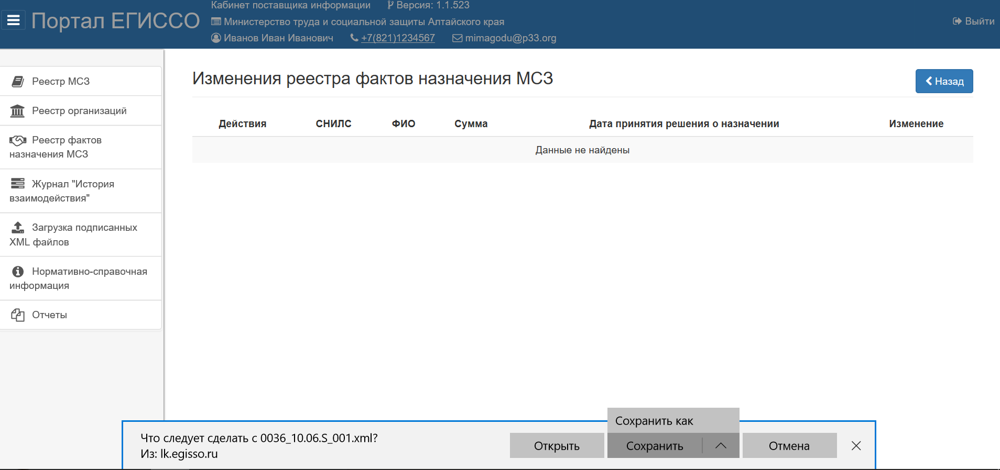 Портал ЕГИССО
Кабинет поставщика информации Версия: 1.1.523
Министерство труда и социальной защиты Алтайского края
Иванов Иван Иванович +7(821)1234567 mimagodu@p33.org
Выйти
Реестр МСЗ
Реестр организаций
Реестр фактов
назначения МСЗ
Журнал "История
взаимодействия"
Загрузка подписанных
XML файлов
Нормативно-справочная
информация
Отчеты
Изменения реестра фактов назначения МСЗ
Назад
Действия СНИЛС ФИО Сумма Дата принятия решения о назначении Изменение
Данные не найдены
Сохранить как
Что следует сделать с 0036_10.06.S_001.xml?
Из: lk.egisso.ru
Открыть Сохранить Отмена